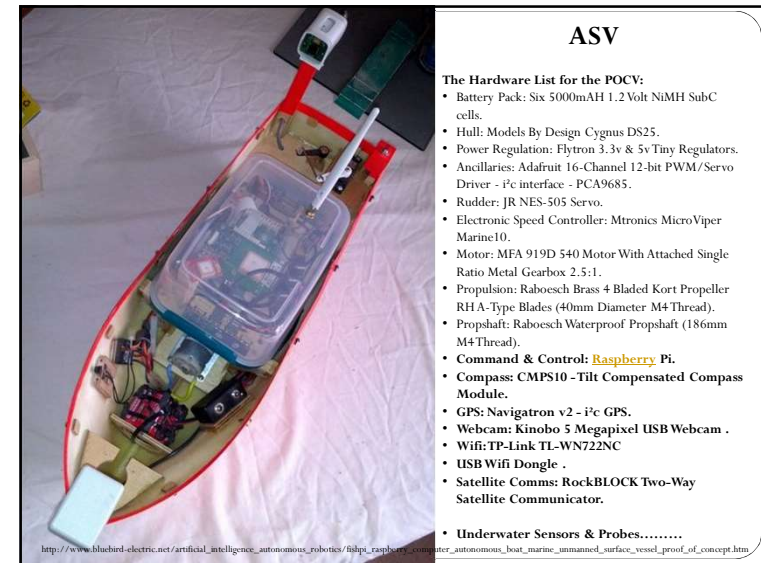 ASV
The Hardware List for the POCV:
• Battery Pack: Six 5000mAH 1.2 Volt NiMH SubC
cells.
• Hull: Models By Design Cygnus DS25.
• Power Regulation: Flytron 3.3v & 5v Tiny Regulators.
• Ancillaries: Adafruit 16-Channel 12-bit PWM/Servo
Driver - i²c interface - PCA9685.
• Rudder: JR NES-505 Servo.
• Electronic Speed Controller: Mtronics MicroViper
Marine10.
• Motor: MFA 919D 540 Motor With Attached Single
Ratio Metal Gearbox 2.5:1.
• Propulsion: Raboesch Brass 4 Bladed Kort Propeller
RH A-Type Blades (40mm Diameter M4 Thread).
• Propshaft: Raboesch Waterproof Propshaft (186mm
M4 Thread).
• Command & Control: Raspberry Pi.
• Compass: CMPS10 - Tilt Compensated Compass
Module.
• GPS: Navigatron v2 - i²c GPS.
• Webcam: Kinobo 5 Megapixel USB Webcam .
• Wifi: TP-Link TL-WN722NC
• USB Wifi Dongle .
• Satellite Comms: RockBLOCK Two-Way
Satellite Communicator.
• Underwater Sensors & Probes.........
http://www.bluebird-electric.net/artificial_intelligence_autonomous_robotics/fishpi_raspberry_computer_autonomous_boat_marine_unmanned_surface_vessel_proof_of_concept.htm